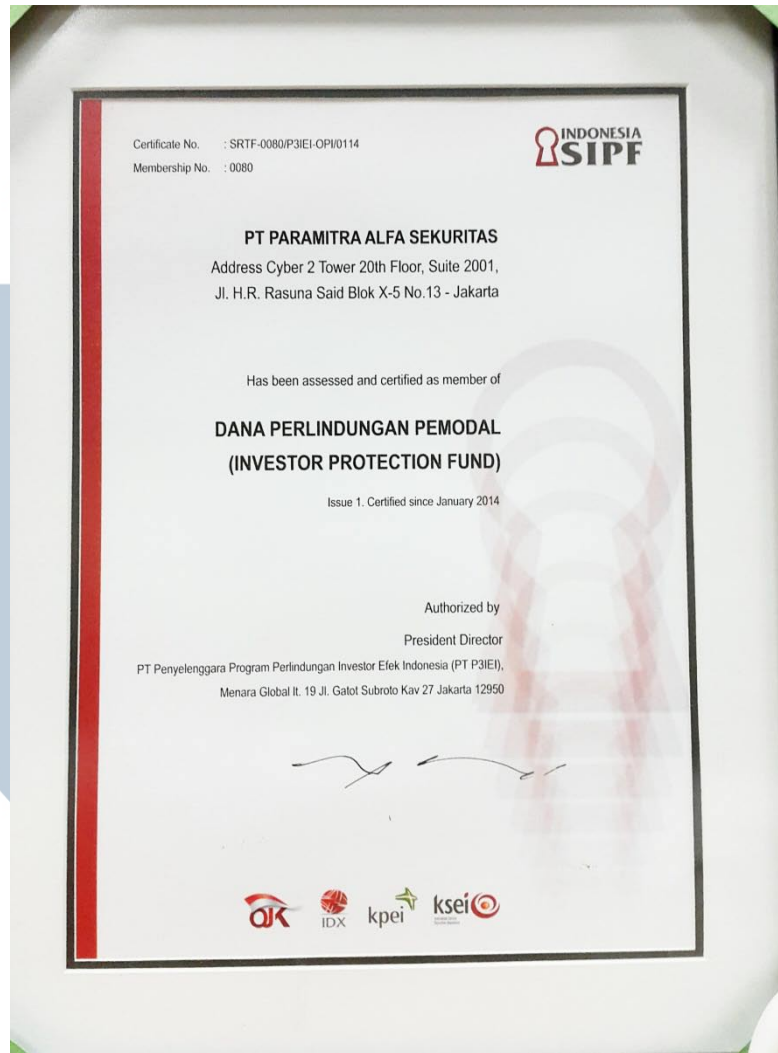 Certificate No. : SRTF-0080/P3IEI-OPI/0114
Membership No. : 0080
INDONESIA
SIPF
PT PARAMITRA ALFA SEKURITAS
Address Cyber 2 Tower 20th Floor, Suite 2001,
Jl. H.R. Rasuna Said Blok X-5 No.13 - Jakarta
Has been assessed and certified as member of
DANA PERLINDUNGAN PEMODAL
(INVESTOR PROTECTION FUND)
Issue 1. Certified since January 2014
Authorized by
President Director
PT Penyelenggara Program Perlindungan Investor Efek Indonesia (PT P3IEI),
Menara Global lt. 19 Jl. Gatot Subroto Kav 27 Jakarta 12950
OJK IDX kpei ksei